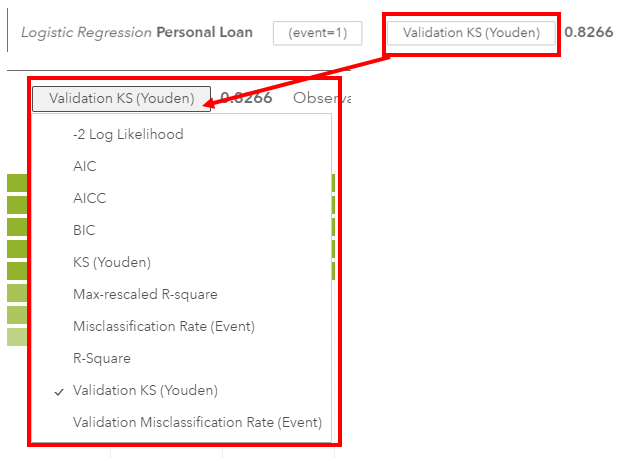 Logistic Regression Personal Loan (event=1) Validation KS (Youden) 0.8266
Validation KS (Youden) 0.8266 Observa
-2 Log Likelihood
AIC
AICC
BIC
KS (Youden)
Max-rescaled R-square
Misclassification Rate (Event)
R-Square
Validation KS (Youden)
Validation Misclassification Rate (Event)